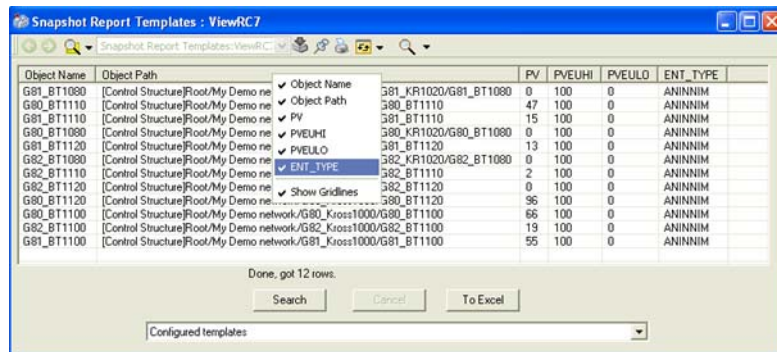 Snapshot Report Templates : ViewRC7
Snapshot Report Templates:ViewRC
Object Name Object Path PV PVEUHI PVEULO ENT_TYPE
G81_BT1080 [Control Structure]Root/My Demo ne G81_KR1020/G81_BT1080 0 100 0 ANINNIM
G80_BT1110 [Control Structure]Root/My Demo ne G80_BT1110 47 100 0 ANINNIM
G81_BT1110 [Control Structure]Root/My Demo ne G81_BT1110 15 100 0 ANINNIM
G80_BT1080 [Control Structure]Root/My Demo ne G80_KR1020/G80_BT1080 0 100 0 ANINNIM
G81_BT1120 [Control Structure]Root/My Demo ne G81_BT1120 13 100 0 ANINNIM
G82_BT1080 [Control Structure]Root/My Demo ne G82_KR1020/G82_BT1080 0 100 0 ANINNIM
G82_BT1110 [Control Structure]Root/My Demo ne G82_BT1110 2 100 0 ANINNIM
G82_BT1120 [Control Structure]Root/My Demo ne G82_BT1120 0 100 0 ANINNIM
G80_BT1120 [Control Structure]Root/My Demo ne G80_BT1120 96 100 0 ANINNIM
G80_BT1100 [Control Structure]Root/My Demo network/G80_Kross1000/G80_BT1100 66 100 0 ANINNIM
G82_BT1100 [Control Structure]Root/My Demo network/G82_Kross1000/G82_BT1100 19 100 0 ANINNIM
G81_BT1100 [Control Structure]Root/My Demo network/G81_Kross1000/G81_BT1100 55 100 0 ANINNIM
Object Name
Object Path
PV
PVEUHI
PVEULO
ENT_TYPE
Show Gridlines
Done, got 12 rows.
Search Cancel To Excel
Configured templates